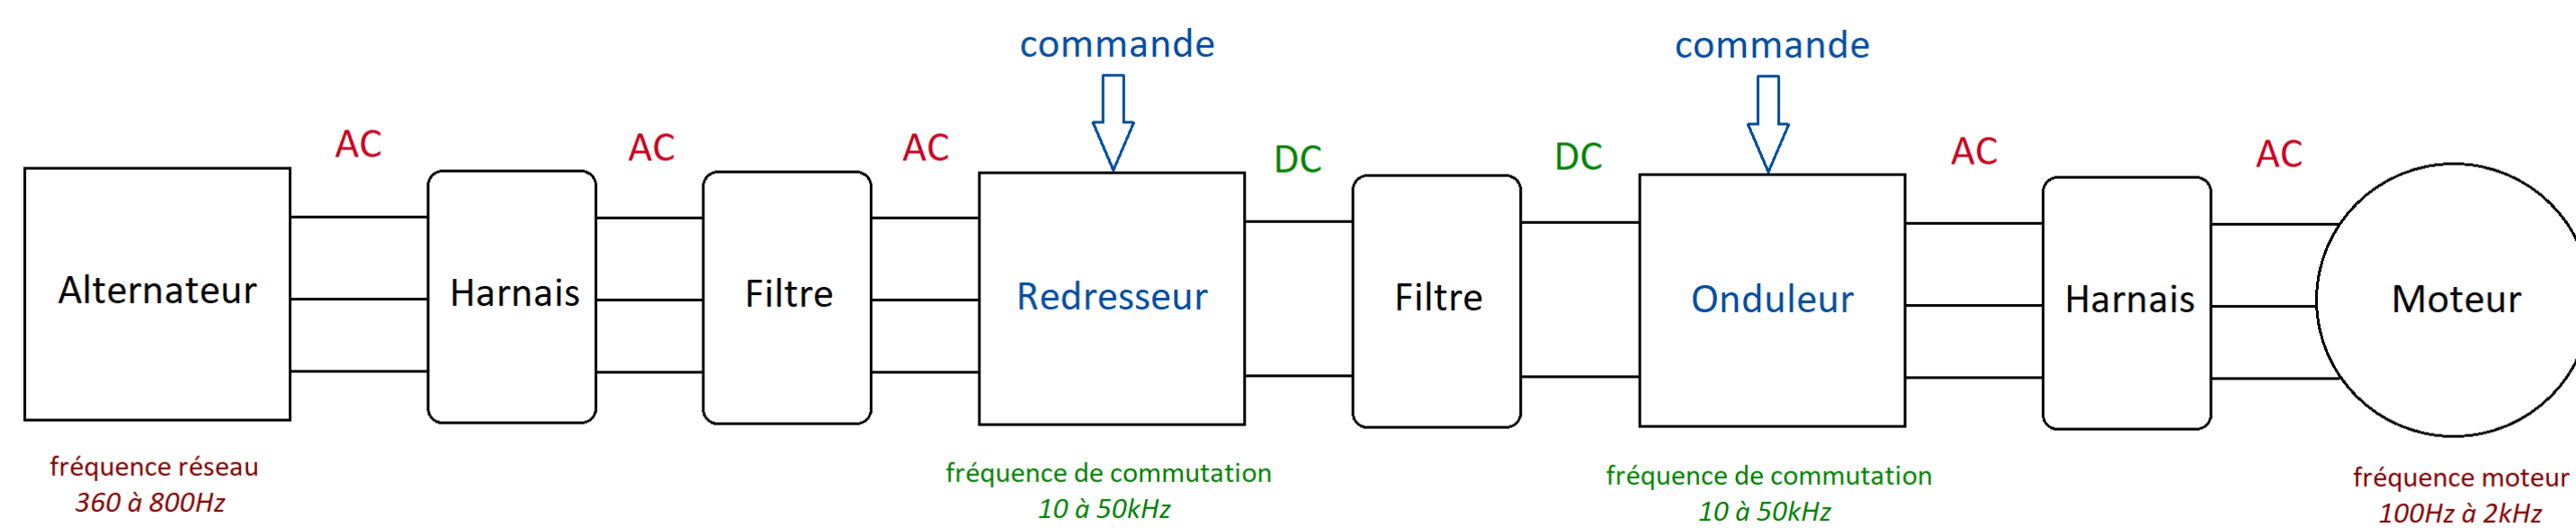 commande
commande
AC
AC
AC
DC
DC
AC
AC
Alternateur
Harnais
Filtre
Redresseur
Filtre
Onduleur
Harnais
Moteur
fréquence réseau
360 à 800Hz
fréquence de commutation
10 à 50kHz
fréquence de commutation
10 à 50kHz
fréquence moteur
100Hz à 2kHz